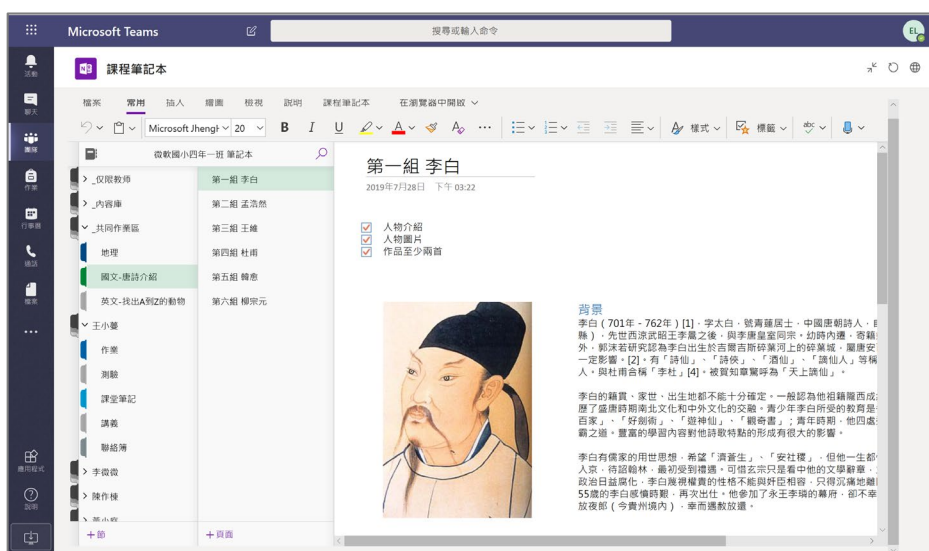 Microsoft Teams
搜尋或輸入命令
EL
活動
聊天
團隊
作業
行事曆
通話
檔案
應用程式
說明
N
課程筆記本
檔案 常用 插入 繪圖 檢視 説明 課程筆記本 在瀏覽器中開啟
Microsoft JhengH 20 B I U A A 樣式 標籤 abc
微軟國小四年一班 筆記本
_仅限教师
_內容庫
_共同作業區
地理
國文-唐詩介紹
英文-找出A到Z的動物
王小蔓
作業
測驗
課堂筆記
講義
聯絡簿
李微微
陳作棟
+節
第一組 李白
第二組 孟浩然
第三組 王維
第四組 杜甫
第五組 韓愈
第六組 柳宗元
+頁面
第一組 李白
2019年7月28日 下午 03:22
人物介紹
人物圖片
作品至少兩首
背景
李白(701年 - 762年)[1],字太白,號青蓮居士,中國唐朝詩人,自
縣),先世西涼武昭王李暠之後,與李唐皇室同宗。幼時內遷,寄籍
外,郭沫若研究認為李白出生於吉爾吉斯碎葉河上的碎葉城,屬唐安
一定影響。[2]。有「詩仙」、「詩俠」、「酒仙」、「謫仙人」等稱
人。與杜甫合稱「李杜」[4]。被賀知章驚呼為「天上謫仙」。
李白的籍貫、家世、出生地都不能十分確定。一般認為他祖籍隴西成
歷了盛唐時期南北文化和中外文化的交融。青少年李白所受的教育是
百家」、「好劍術」、「遊神仙」、「觀奇書」;青年時期,他四處
霸之道。豐富的學習內容對他詩歌特點的形成有很大的影響。
李白有儒家的用世思想,希望「濟蒼生」、「安社稷」,但他一生都
人京,待詔翰林,最初受到禮遇。可惜玄宗只是看中他的文學辭章,
政治日益腐化,李白蔑視權貴的性格不能與奸臣相容,只得沉痛地離
55歲的李白感憤時艱,再次出仕。他參加了永王李璘的幕府,卻不幸
放夜郎(今貴州境內),幸而遇赦放還。